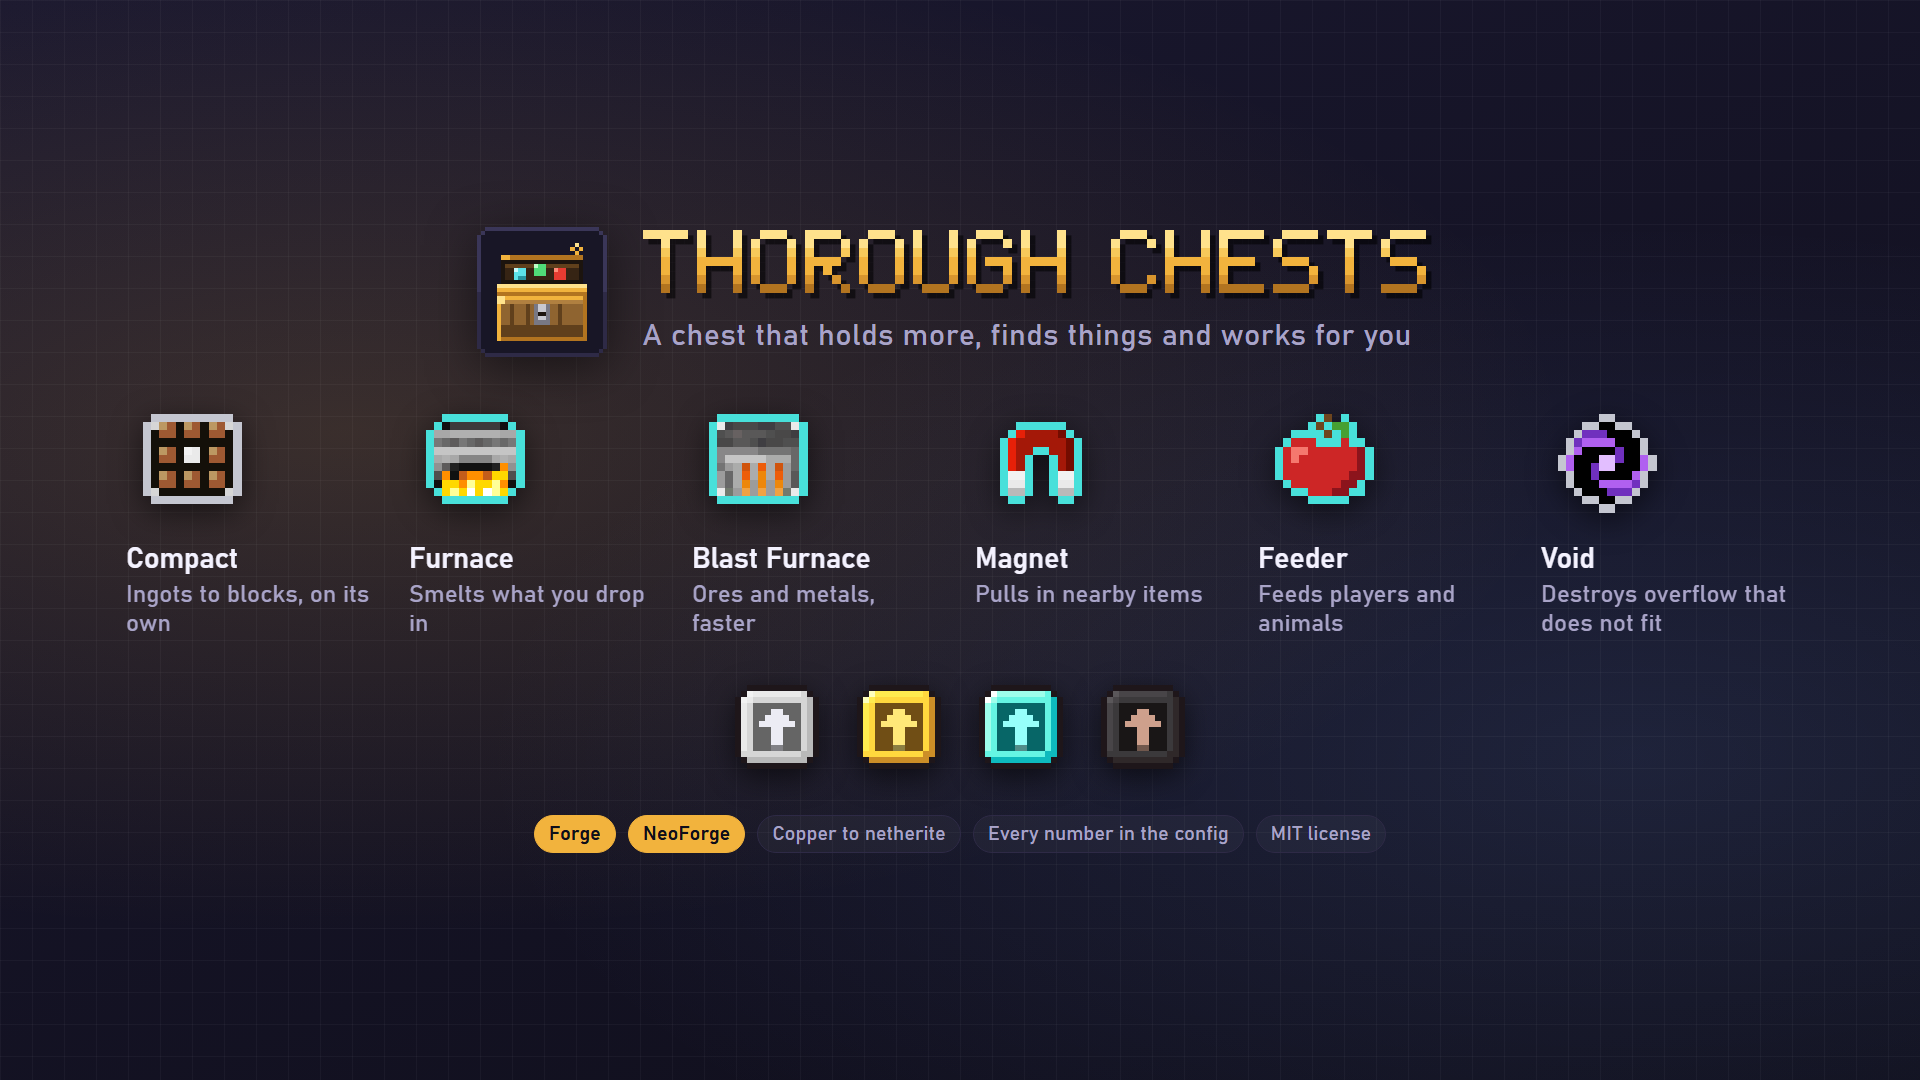 THOROUGH CHESTS
A chest that holds more, finds things and works for you
Compact
Ingots to blocks, on its
own
Furnace
Smelts what you drop
in
Blast Furnace
Ores and metals,
faster
Magnet
Pulls in nearby items
Feeder
Feeds players and
animals
Void
Destroys overflow that
does not fit
Forge
NeoForge
Copper to netherite
Every number in the config
MIT license